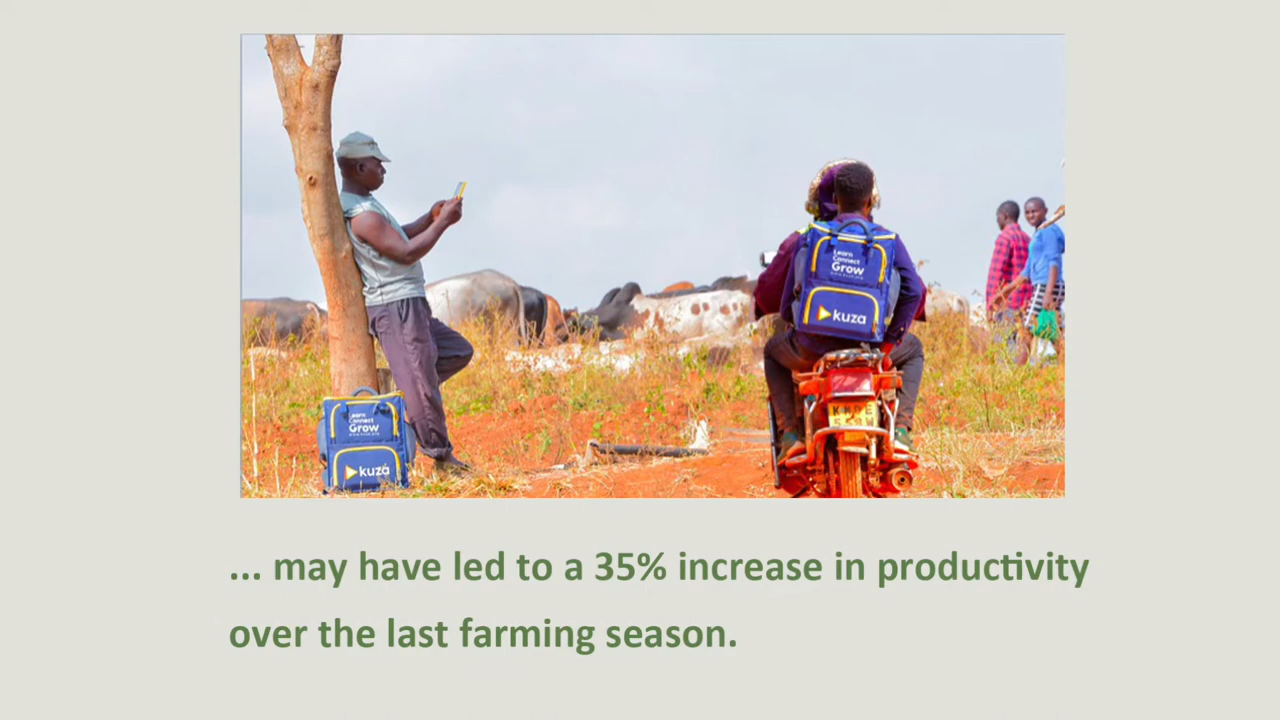 Learn
Connect
Grow
kuza
Learn
Connect
Grow
kuza
... may have led to a 35% increase in productivity
over the last farming season.